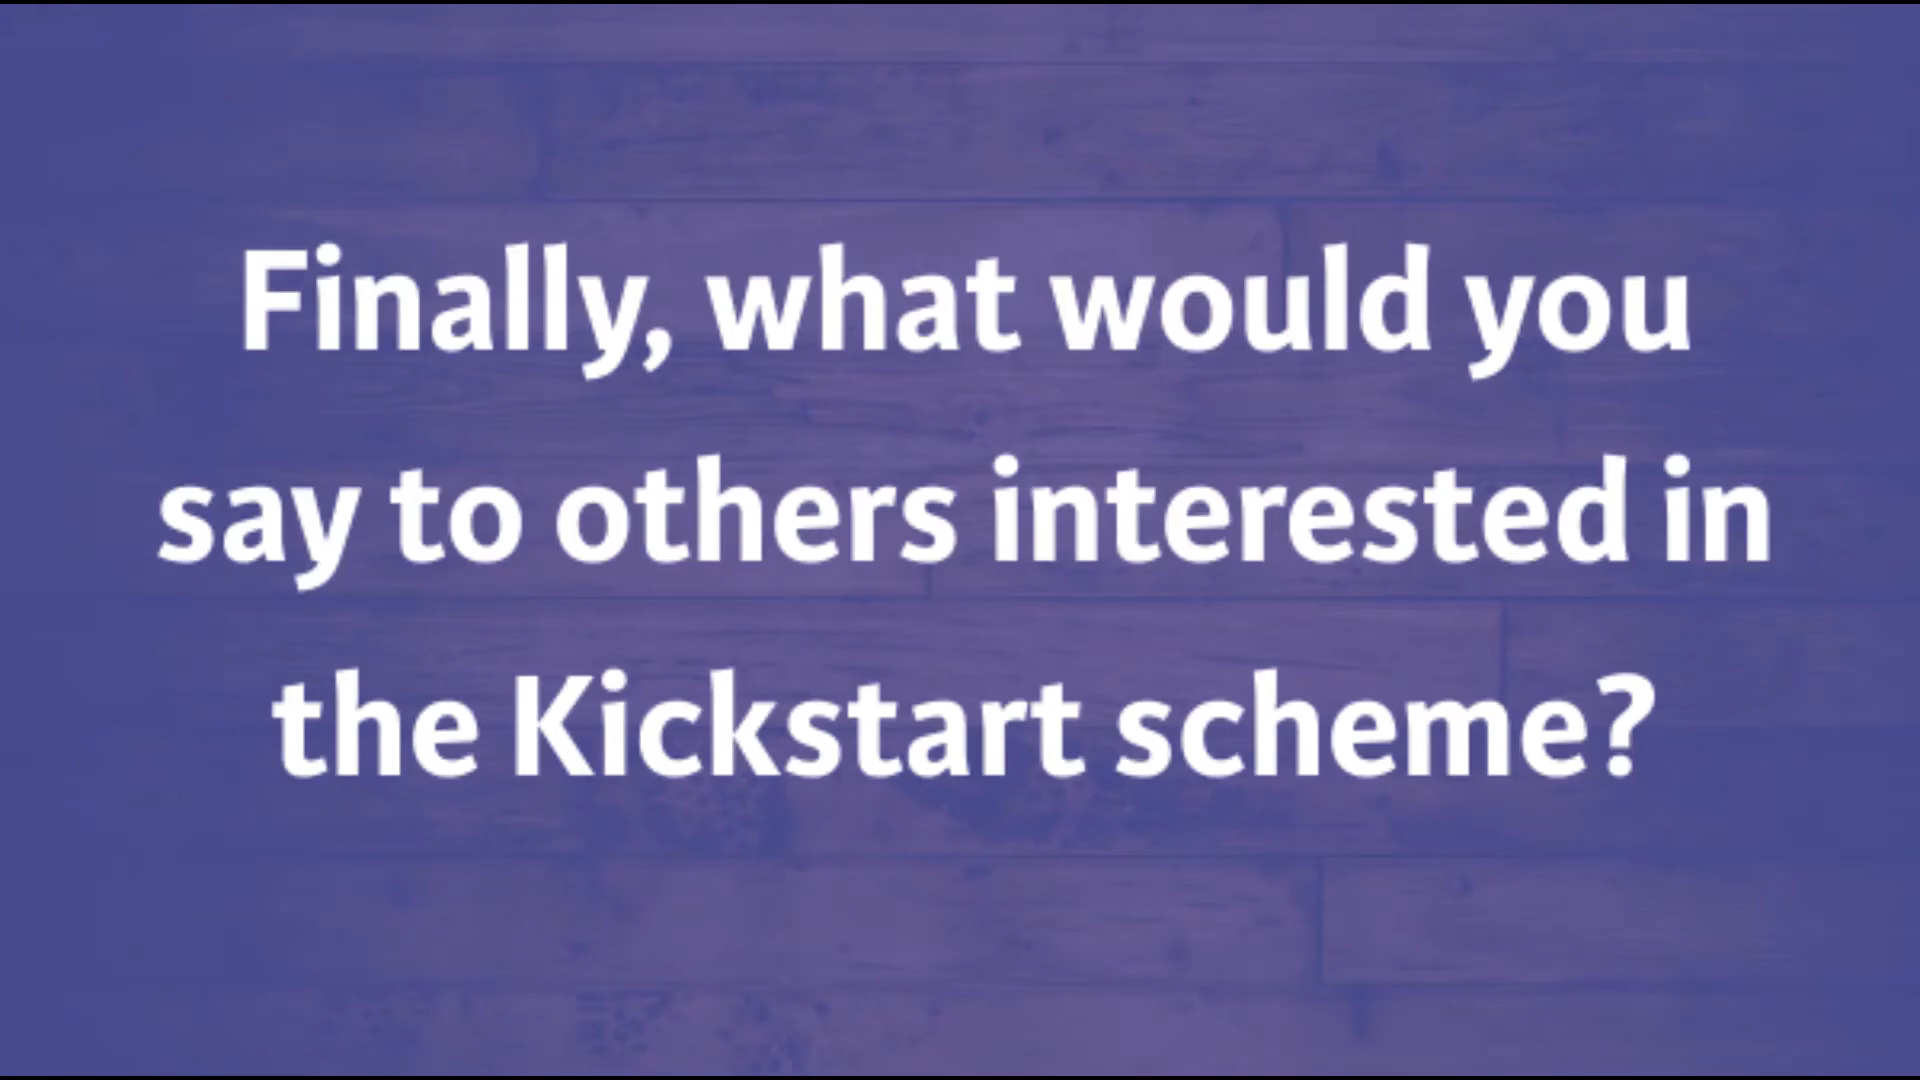 Finally, what would you
say to others interested in
the Kickstart scheme?